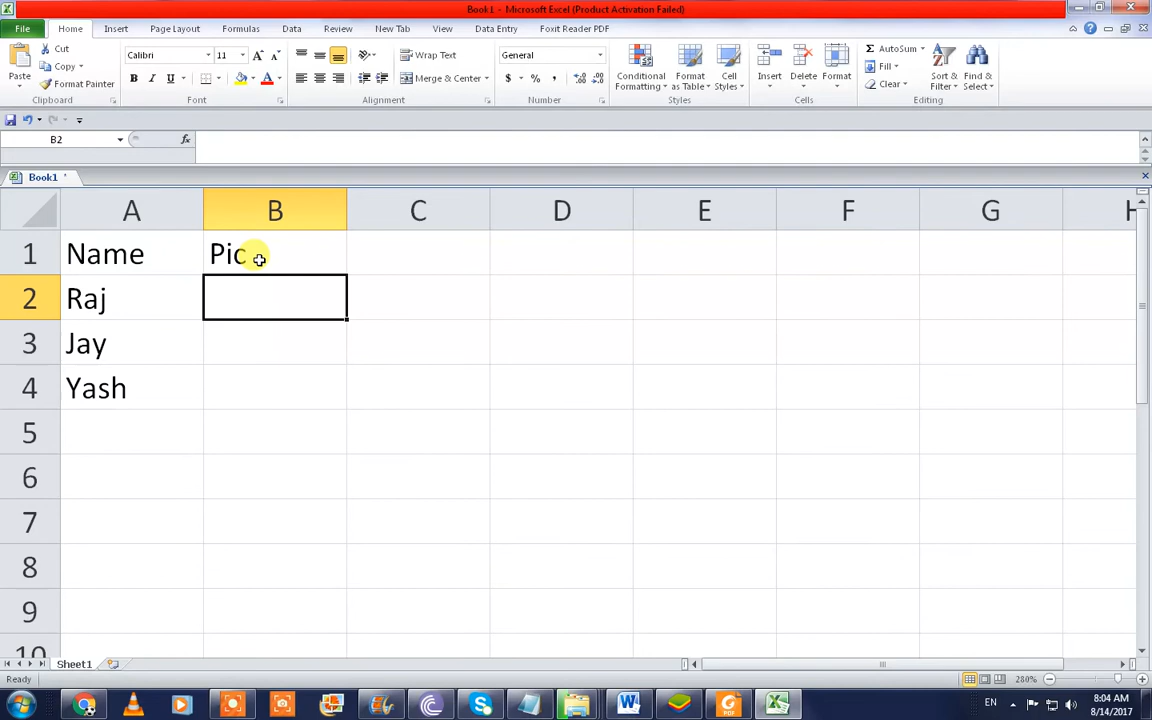 Book1 - Microsoft Excel (Product Activation Failed)
File Home Insert Page Layout Formulas Data Review New Tab View Data Entry Foxit Reader PDF
Cut
Copy
Format Painter
Paste
Clipboard
Calibri 11
B I U
Font
Wrap Text
Merge & Center
Alignment
General
$ % ,
Number
Conditional Formatting
Format as Table
Cell Styles
Styles
Insert Delete Format
Cells
AutoSum
Fill
Clear
Sort & Filter
Find & Select
Editing
B2 fx
Book1 *
A B C D E F G H
1 Name Pic
2 Raj
3 Jay
4 Yash
5
6
7
8
9
10
Sheet1
Ready 280%
EN 8:04 AM
8/14/2017